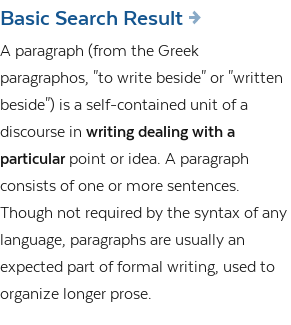 Basic Search Result
A paragraph (from the Greek
paragraphos, "to write beside" or "written
beside") is a self-contained unit of a
discourse in writing dealing with a
particular point or idea. A paragraph
consists of one or more sentences.
Though not required by the syntax of any
language, paragraphs are usually an
expected part of formal writing, used to
organize longer prose.